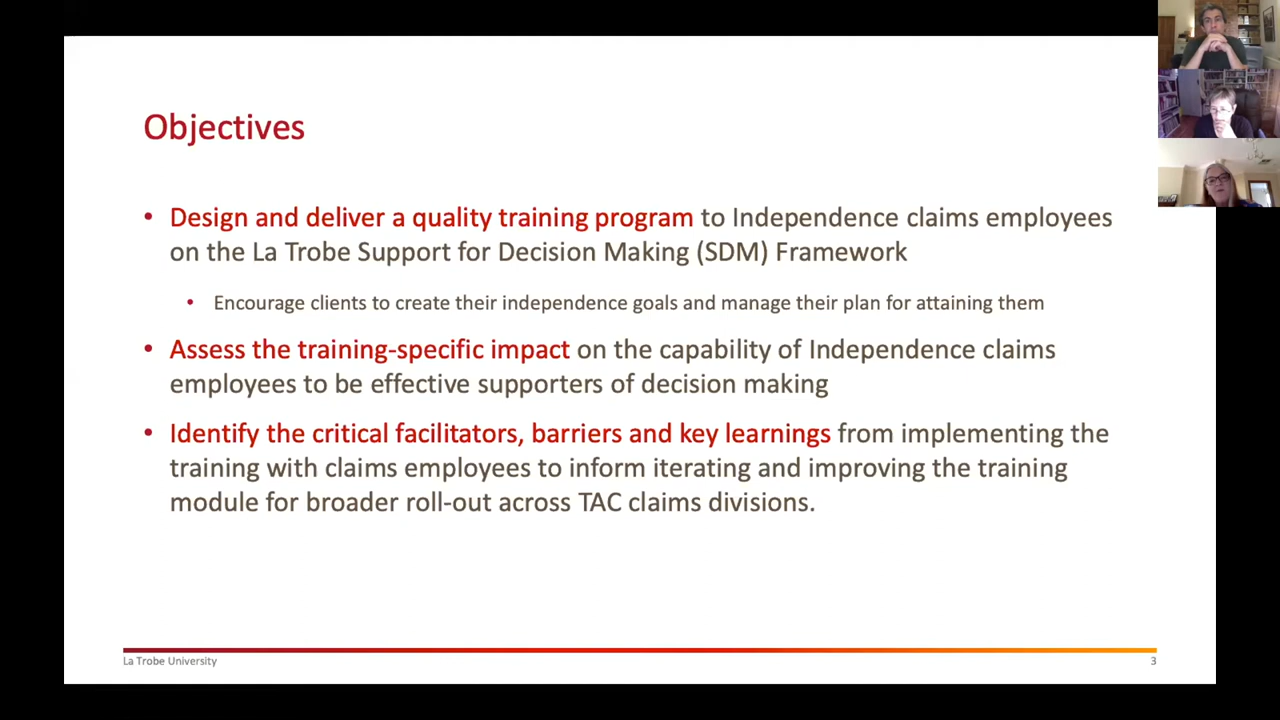 Objectives
• Design and deliver a quality training program to Independence claims employees
on the La Trobe Support for Decision Making (SDM) Framework
• Encourage clients to create their independence goals and manage their plan for attaining them
• Assess the training-specific impact on the capability of Independence claims
employees to be effective supporters of decision making
• Identify the critical facilitators, barriers and key learnings from implementing the
training with claims employees to inform iterating and improving the training
module for broader roll-out across TAC claims divisions.
La Trobe University
3